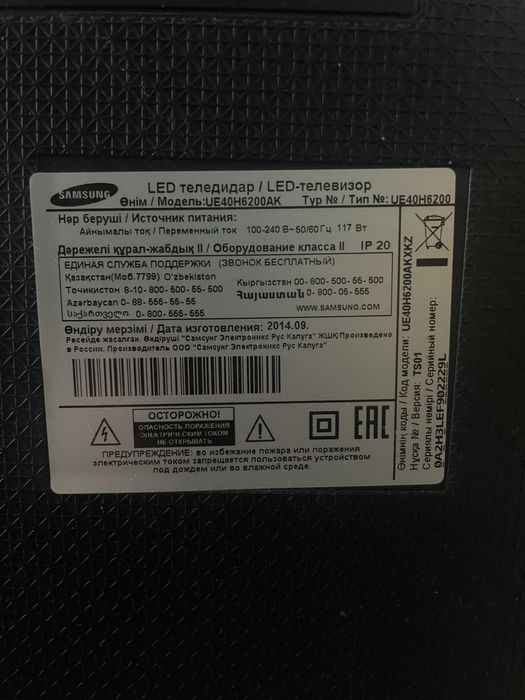 SAMSUNG
LED теледидар / LED-телевизор
Өнім / Модель:UE40H6200AK Түр № / Тип №: UE40H6200
Нәр беруші / Источник питания:
Айнымалы ток / Переменный ток 100-240 В~50/60 Гц 117 Вт
Дәрежелі құрал-жабдық II / Оборудование класса II IP 20
ЕДИНАЯ СЛУЖБА ПОДДЕРЖКИ (ЗВОНОК БЕСПЛАТНЫЙ)
Қазақстан(Моб.7799) O'zbekiston
Тоҷикистон 8-10-800-500-55-500
Кыргызстан 00-800-500-55-500
Azərbaycan 0-88-555-55-55
Հայաստան 0-800-05-555
საქართველო 0-800-555-555
WWW.SAMSUNG.COM
Өндіру мерзімі / Дата изготовления: 2014.09.
Ресейде жасалған. Өндіруші "Самсунг Электроникс Рус Калуга" ЖШҚ/Произведено
в России. Производитель ООО "Самсунг Электроникс Рус Калуга"
ОСТОРОЖНО!
ОПАСНОСТЬ ПОРАЖЕНИЯ
ЭЛЕКТРИЧЕСКИМ ТОКОМ
НЕ ОТКРЫВАТЬ
EAC
ПРЕДУПРЕЖДЕНИЕ: во избежание пожара или поражения
электрическим током запрещается пользоваться устройством
под дождем или во влажной среде.
Өнімнің коды / Код модели: UE40H6200AKXKZ
Нұсқа № / Версия: TS01
Сериялы нөмірі / Серийный номер:
0A2H3LEF902229L